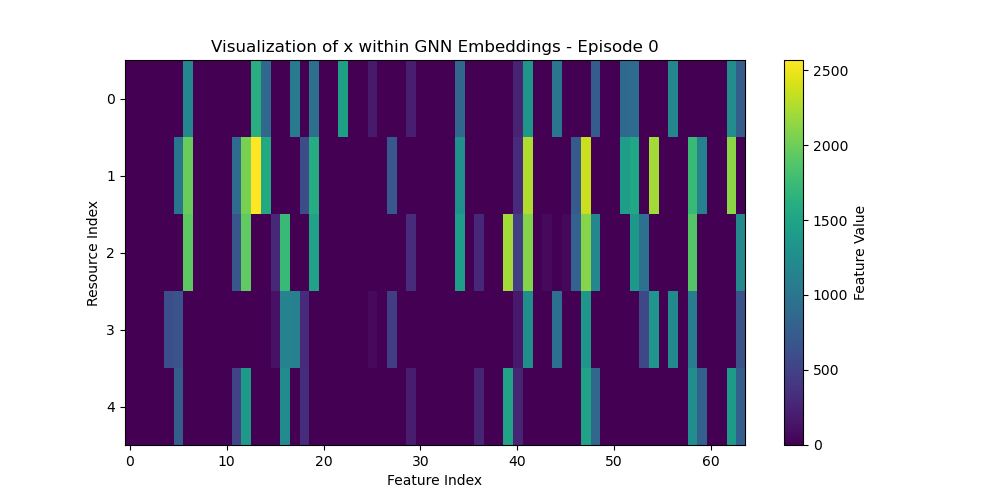 Visualization of x within GNN Embeddings - Episode 0
Resource Index
0
1
2
3
4
0 10 20 30 40 50 60
Feature Index
2500
2000
1500
1000
500
0
Feature Value